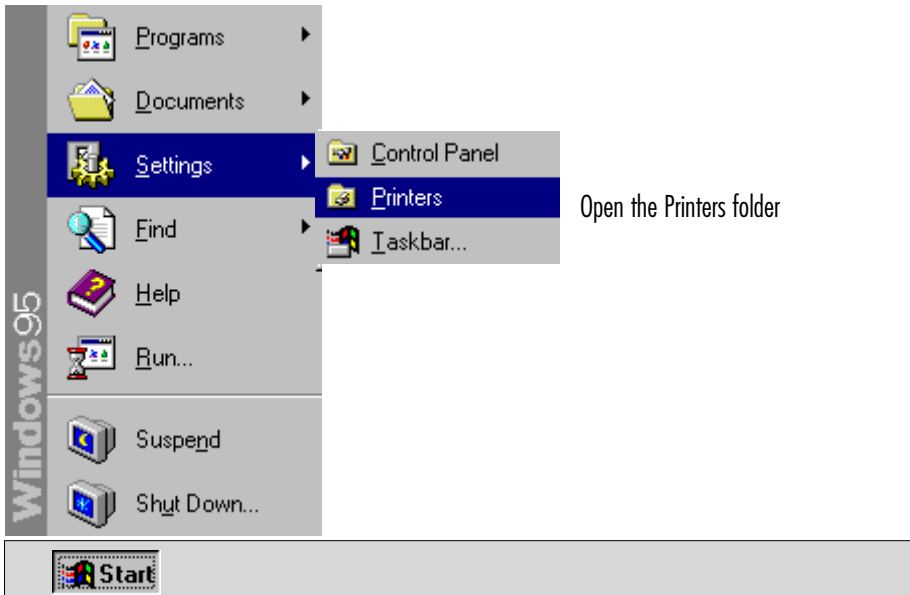 Programs
Documents
Settings
Control Panel
Printers
Open the Printers folder
Taskbar...
Find
Help
Run...
Suspend
Shut Down...
Windows95
Start